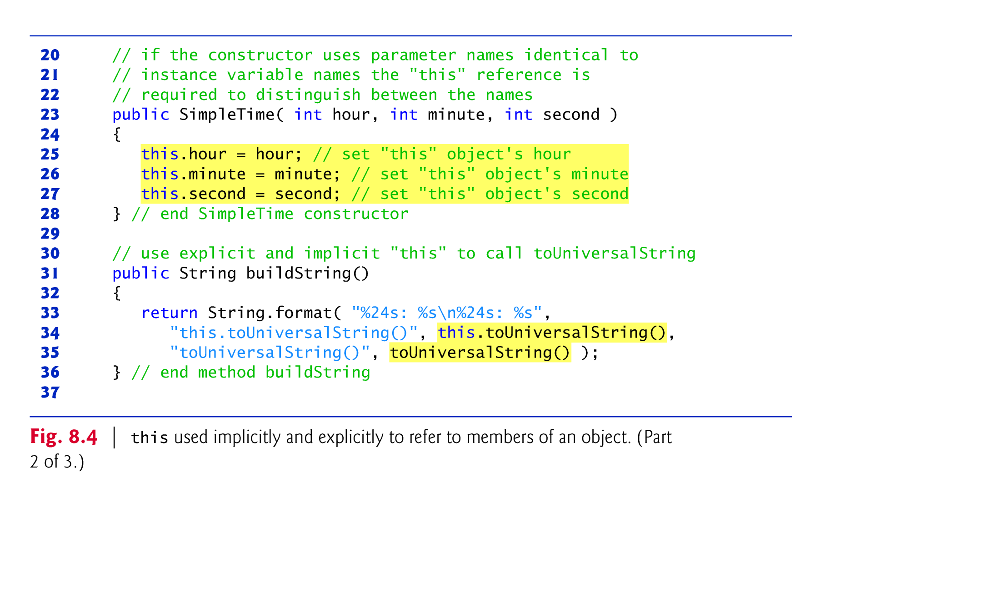 20 // if the constructor uses parameter names identical to
21 // instance variable names the "this" reference is
22 // required to distinguish between the names
23 public SimpleTime( int hour, int minute, int second )
24 {
25 this.hour = hour; // set "this" object's hour
26 this.minute = minute; // set "this" object's minute
27 this.second = second; // set "this" object's second
28 } // end SimpleTime constructor
29
30 // use explicit and implicit "this" to call toUniversalString
31 public String buildString()
32 {
33 return String.format( "%24s: %s\n%24s: %s",
34 "this.toUniversalString()", this.toUniversalString(),
35 "toUniversalString()", toUniversalString() );
36 } // end method buildString
37
Fig. 8.4 | this used implicitly and explicitly to refer to members of an object. (Part
2 of 3.)